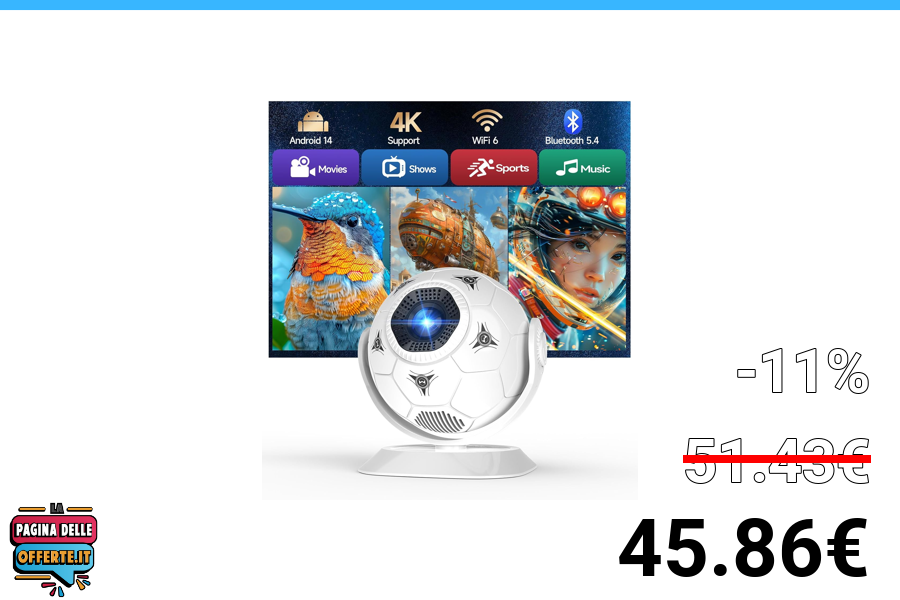 4K
Android 14
Support
WiFi 6
Bluetooth 5.4
Movies
Shows
Sports
Music
-11%
51.43€
45.86€
LA
PAGINA DELLE
OFFERTE.IT